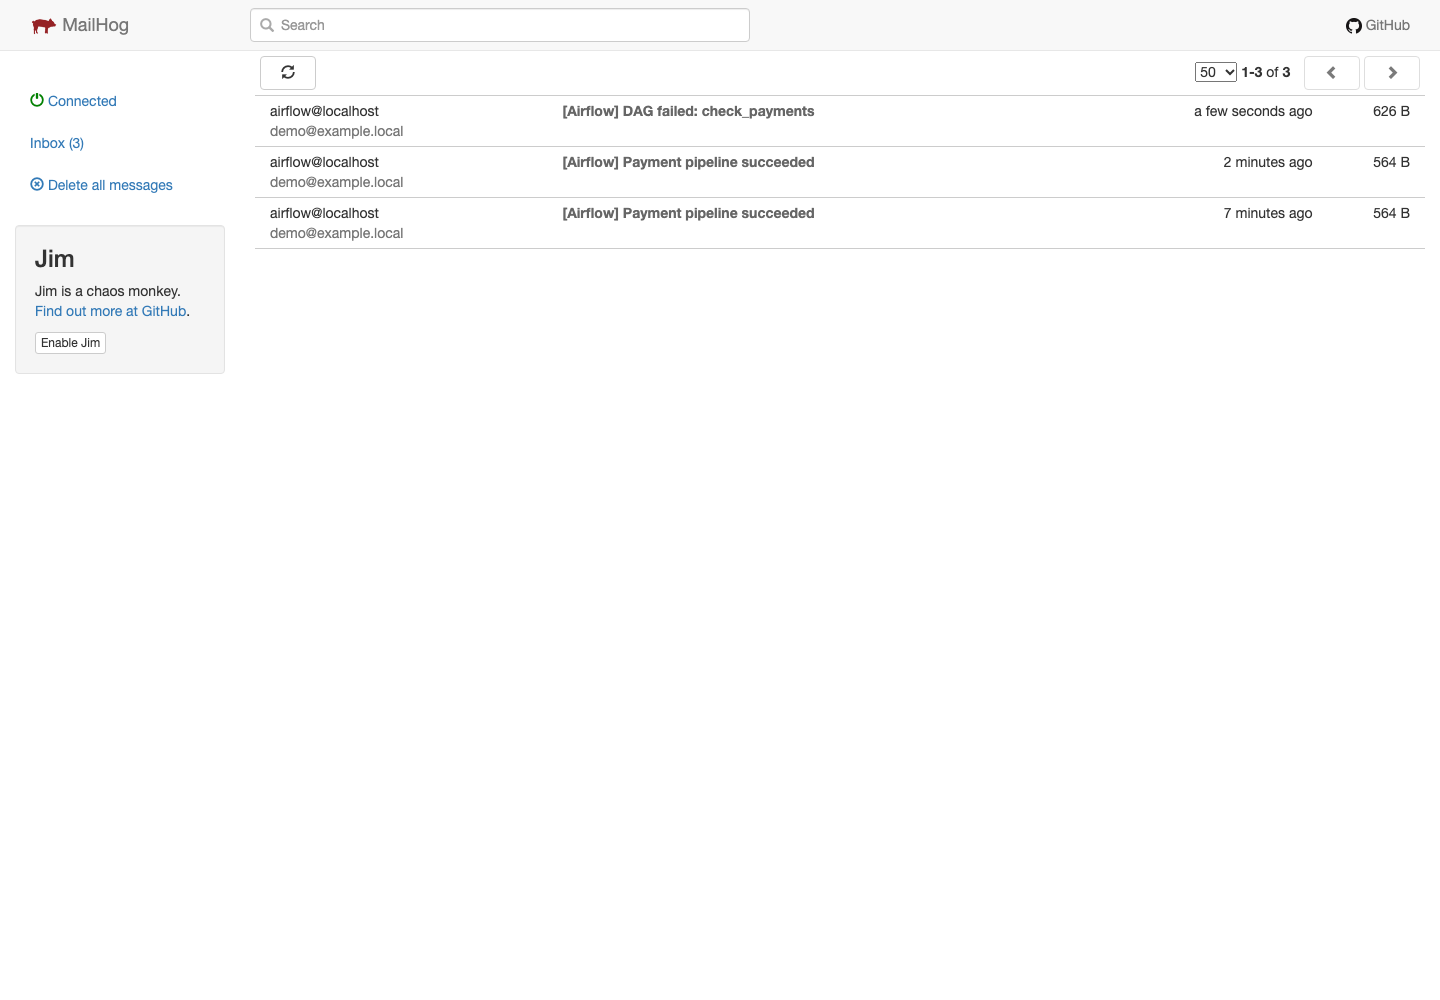 MailHog
Search
GitHub
50 1-3 of 3
Connected
Inbox (3)
Delete all messages
Jim
Jim is a chaos monkey.
Find out more at GitHub.
Enable Jim
airflow@localhost [Airflow] DAG failed: check_payments a few seconds ago 626 B
demo@example.local
airflow@localhost [Airflow] Payment pipeline succeeded 2 minutes ago 564 B
demo@example.local
airflow@localhost [Airflow] Payment pipeline succeeded 7 minutes ago 564 B
demo@example.local